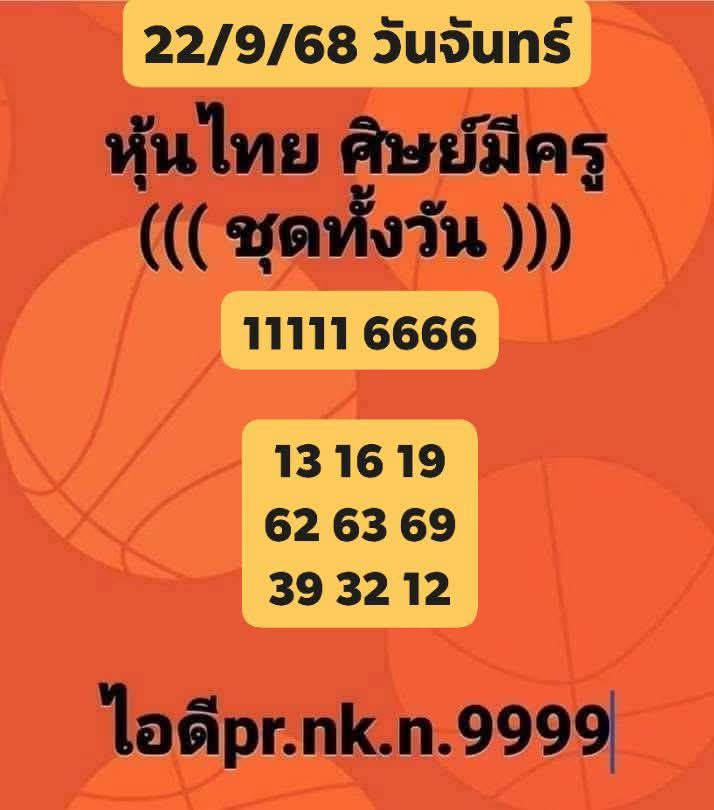 22/9/68 วันจันทร์
หุ้นไทย ศิษย์มีครู
((( ชุดทั้งวัน )))
11111 6666
13 16 19
62 63 69
39 32 12
ไอดีpr.nk.n.9999